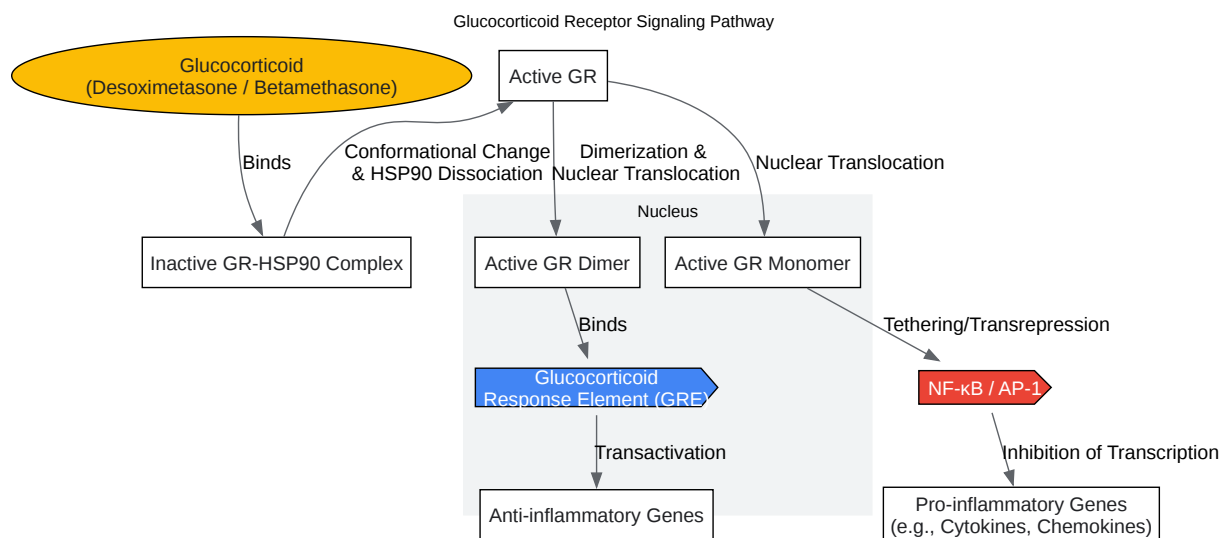 Glucocorticoid Receptor Signaling Pathway
Glucocorticoid
(Desoximetasone / Betamethasone)
Active GR
Binds
Conformational Change
& HSP90 Dissociation
Dimerization &
Nuclear Translocation
Nuclear Translocation
Nucleus
Inactive GR-HSP90 Complex
Active GR Dimer
Active GR Monomer
Binds
Tethering/Transrepression
Glucocorticoid
Response Element (GRE)
NF-κB / AP-1
Transactivation
Inhibition of Transcription
Anti-inflammatory Genes
Pro-inflammatory Genes
(e.g., Cytokines, Chemokines)